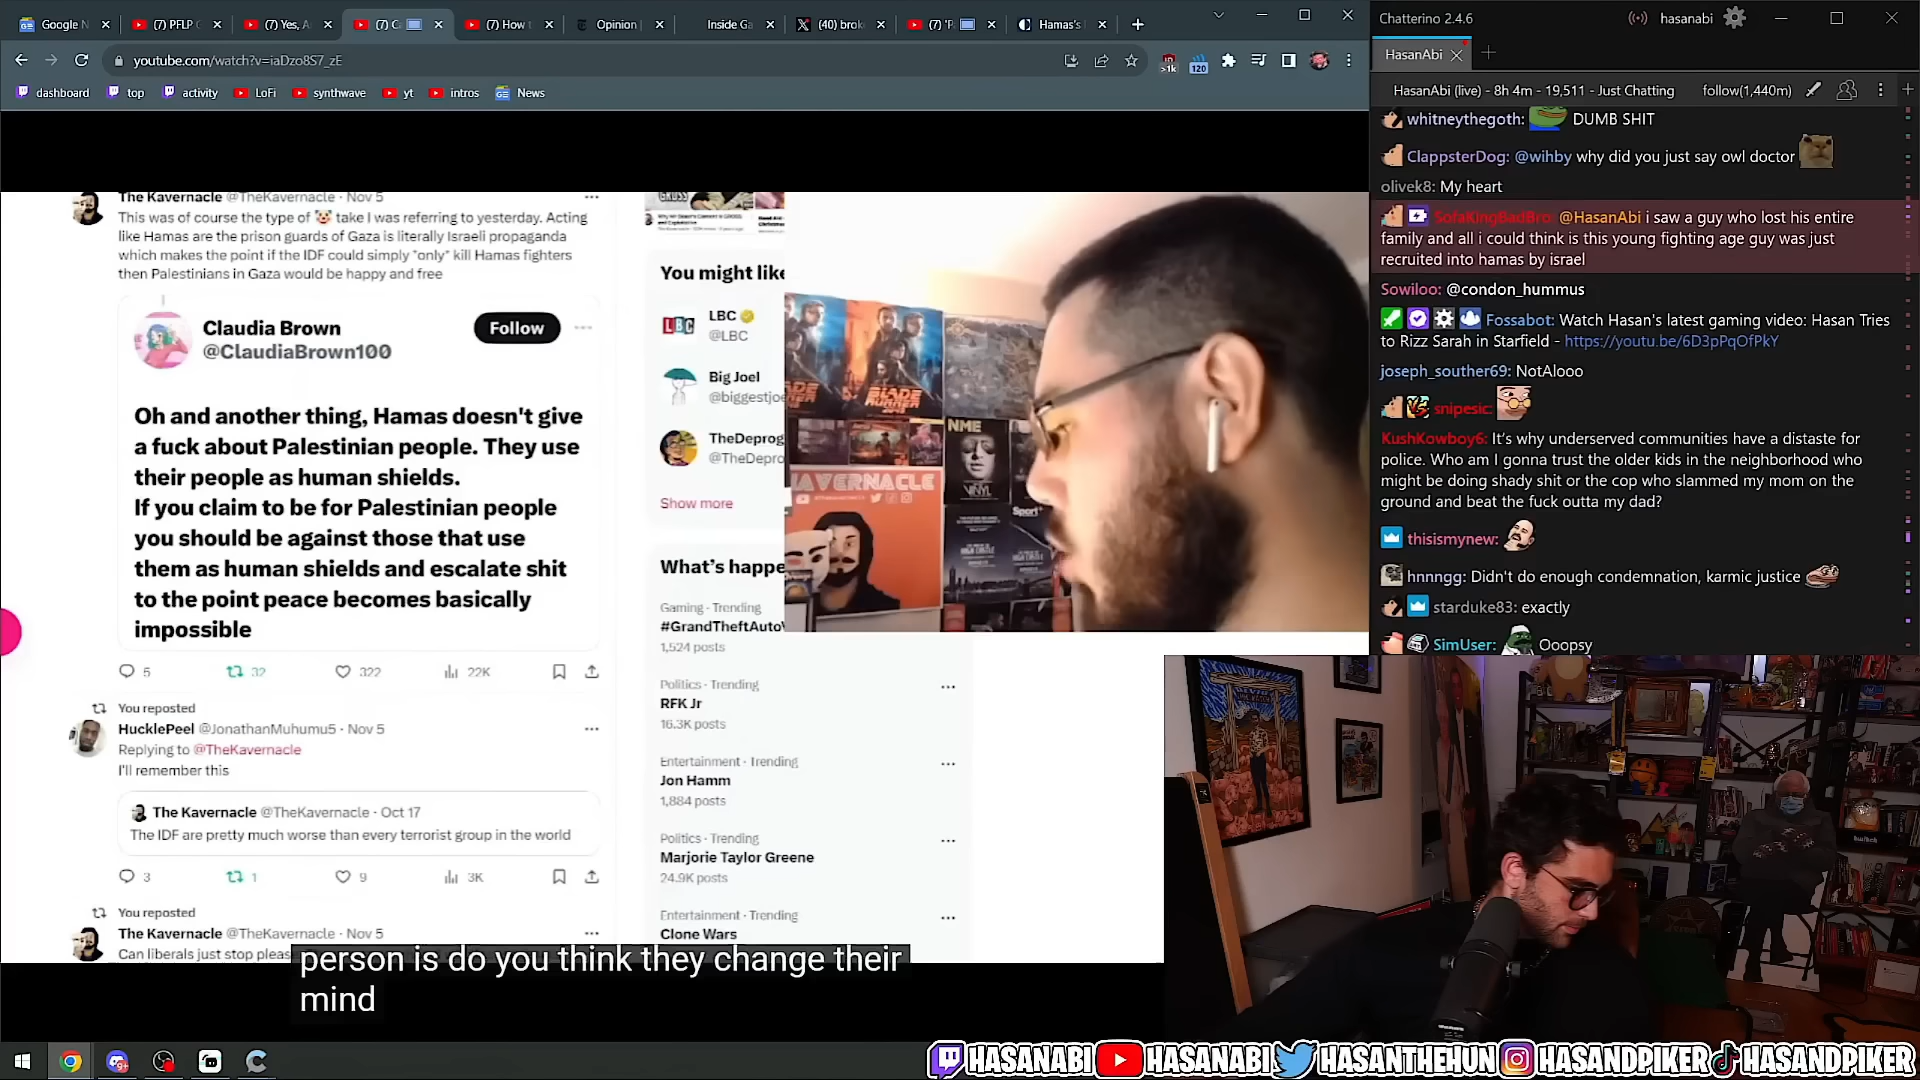 Google N
(7) PFLP C
(7) Yes, A
(7) Ca
(7) How t
Opinion |
Inside Ga
(40) brok
(7) 'P
Hamas's
youtube.com/watch?v=iaDzo8S7_zE
>1k
120
dashboard
top
activity
LoFi
synthwave
yt
intros
News
The Kavernacle @TheKavernacle · Nov 5
This was of course the type of 🤡 take I was referring to yesterday. Acting
like Hamas are the prison guards of Gaza is literally Israeli propaganda
which makes the point if the IDF could simply "only" kill Hamas fighters
then Palestinians in Gaza would be happy and free
Claudia Brown
@ClaudiaBrown100
Follow
Oh and another thing, Hamas doesn't give
a fuck about Palestinian people. They use
their people as human shields.
If you claim to be for Palestinian people
you should be against those that use
them as human shields and escalate shit
to the point peace becomes basically
impossible
5
32
322
22K
You reposted
HucklePeel @JonathanMuhumu5 · Nov 5
Replying to @TheKavernacle
I'll remember this
The Kavernacle @TheKavernacle · Oct 17
The IDF are pretty much worse than every terrorist group in the world
3
1
9
3K
You reposted
The Kavernacle @TheKavernacle · Nov 5
Can liberals just stop pleas
person is do you think they change their
mind
You might like
LBC
LBC
@LBC
Big Joel
@biggestjoe
TheDeprog
@TheDepro
Show more
What's happe
Gaming · Trending
#GrandTheftAutoV
1,524 posts
Politics · Trending
RFK Jr
16.3K posts
Entertainment · Trending
Jon Hamm
1,884 posts
Politics · Trending
Marjorie Taylor Greene
24.9K posts
Entertainment · Trending
Clone Wars
BLADE
NME
VINYL
Sport
AVERNACLE
Chatterino 2.4.6
hasanabi
HasanAbi
HasanAbi (live) - 8h 4m - 19,511 - Just Chatting
follow(1,440m)
whitneythegoth: DUMB SHIT
ClappsterDog: @wihby why did you just say owl doctor
olivek8: My heart
SofaKingBadBro: @HasanAbi i saw a guy who lost his entire
family and all i could think is this young fighting age guy was just
recruited into hamas by israel
Sowiloo: @condon_hummus
Fossabot: Watch Hasan's latest gaming video: Hasan Tries
to Rizz Sarah in Starfield - https://youtu.be/6D3pPqOfPkY
joseph_souther69: NotAlooo
snipesic:
KushKowboy6: It's why underserved communities have a distaste for
police. Who am I gonna trust the older kids in the neighborhood who
might be doing shady shit or the cop who slammed my mom on the
ground and beat the fuck outta my dad?
thisismynew:
hnnngg: Didn't do enough condemnation, karmic justice
starduke83: exactly
SimUser: Ooopsy
HASANABI
HASANABI
HASANTHEHUN
HASANDPIKER
HASANDPIKER